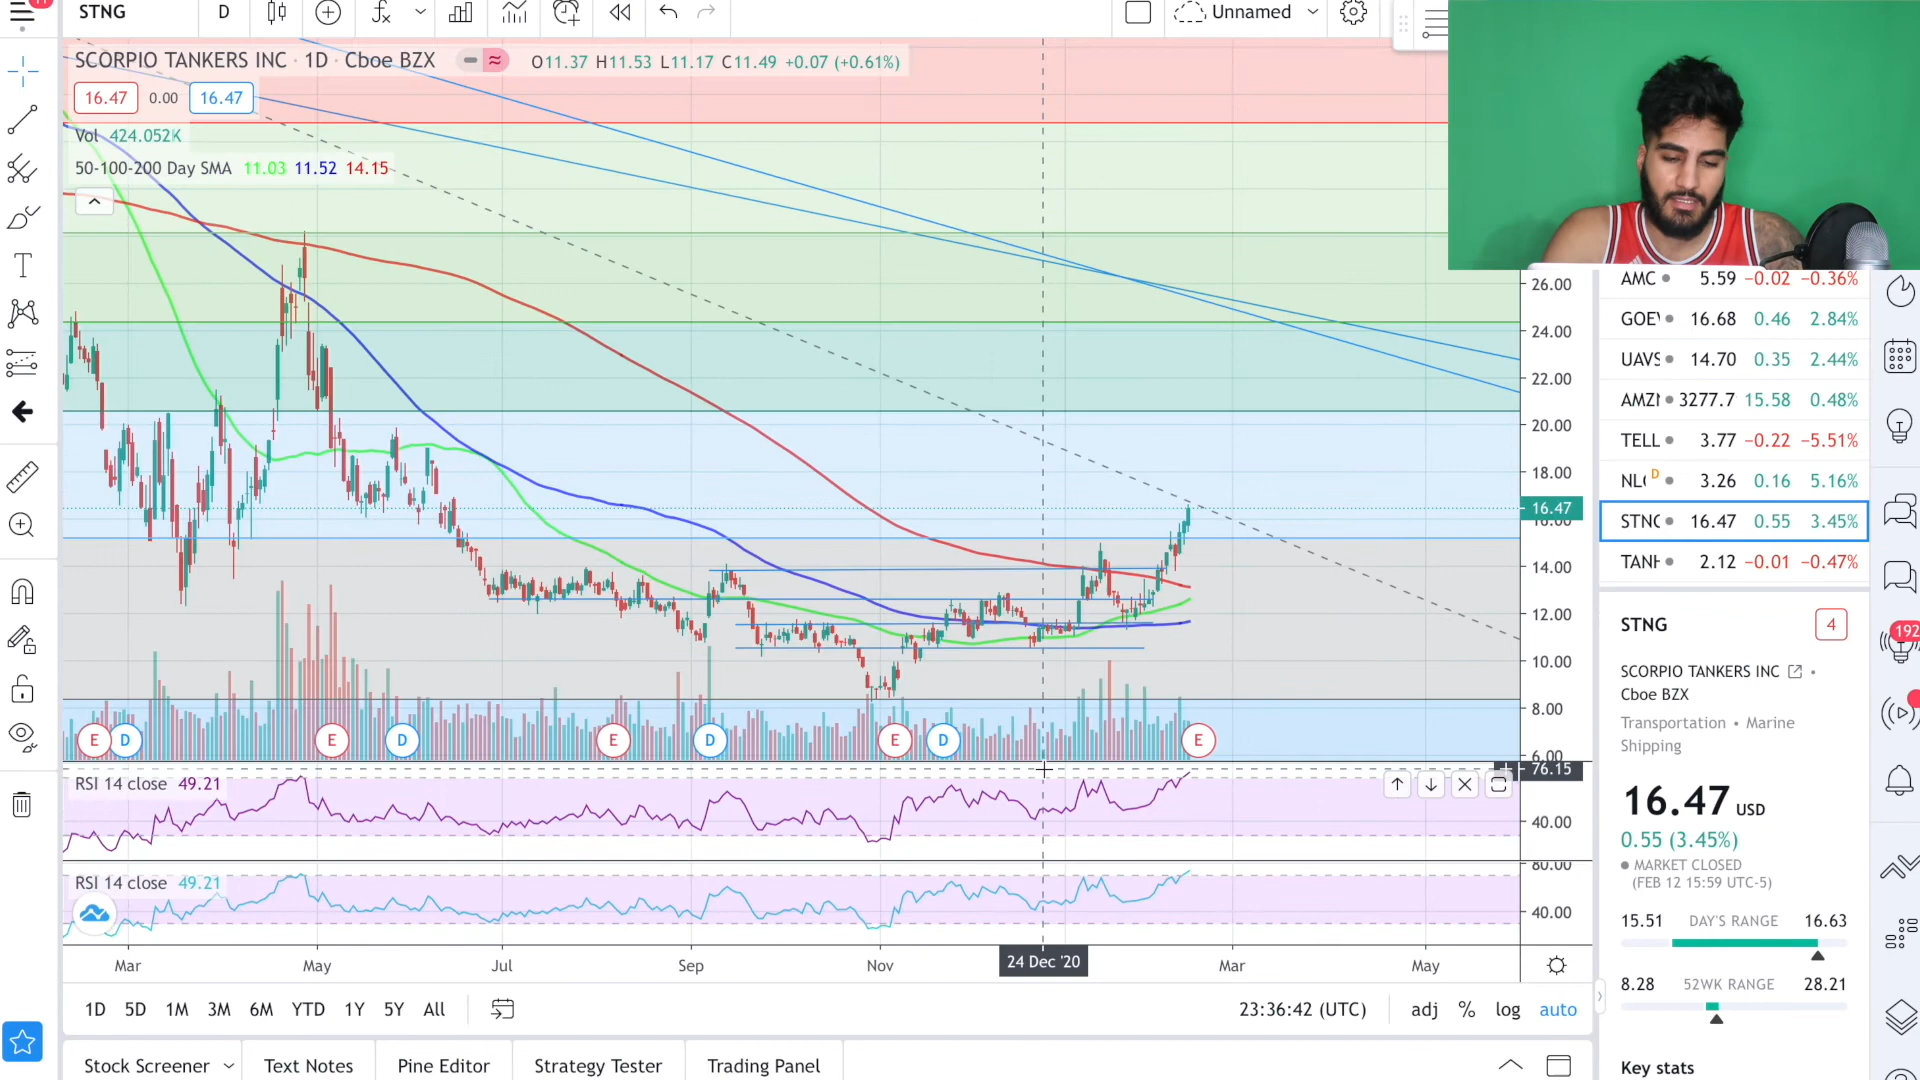 STNG
D
Unnamed
SCORPIO TANKERS INC · 1D · Cboe BZX
O11.37 H11.53 L11.17 C11.49 +0.07 (+0.61%)
16.47 0.00 16.47
Vol 424.052K
50-100-200 Day SMA 11.03 11.52 14.15
26.00
24.00
22.00
20.00
18.00
16.47
16.00
14.00
12.00
10.00
8.00
6.00
E D E D E D E D E
76.15
RSI 14 close 49.21
40.00
80.00
RSI 14 close 49.21
40.00
Mar May Jul Sep Nov 24 Dec '20 Mar May
1D 5D 1M 3M 6M YTD 1Y 5Y All
23:36:42 (UTC) adj % log auto
Stock Screener Text Notes Pine Editor Strategy Tester Trading Panel
AMC 5.59 −0.02 −0.36%
GOEV 16.68 0.46 2.84%
UAVS 14.70 0.35 2.44%
AMZN 3277.7 15.58 0.48%
TELL 3.77 −0.22 −5.51%
D 3.26 0.16 5.16%
STNG 16.47 0.55 3.45%
TANH 2.12 −0.01 −0.47%
STNG 4
SCORPIO TANKERS INC ·
Cboe BZX
Transportation • Marine
Shipping
16.47 USD
0.55 (3.45%)
MARKET CLOSED
(FEB 12 15:59 UTC-5)
15.51 DAY'S RANGE 16.63
8.28 52WK RANGE 28.21
Key stats
192